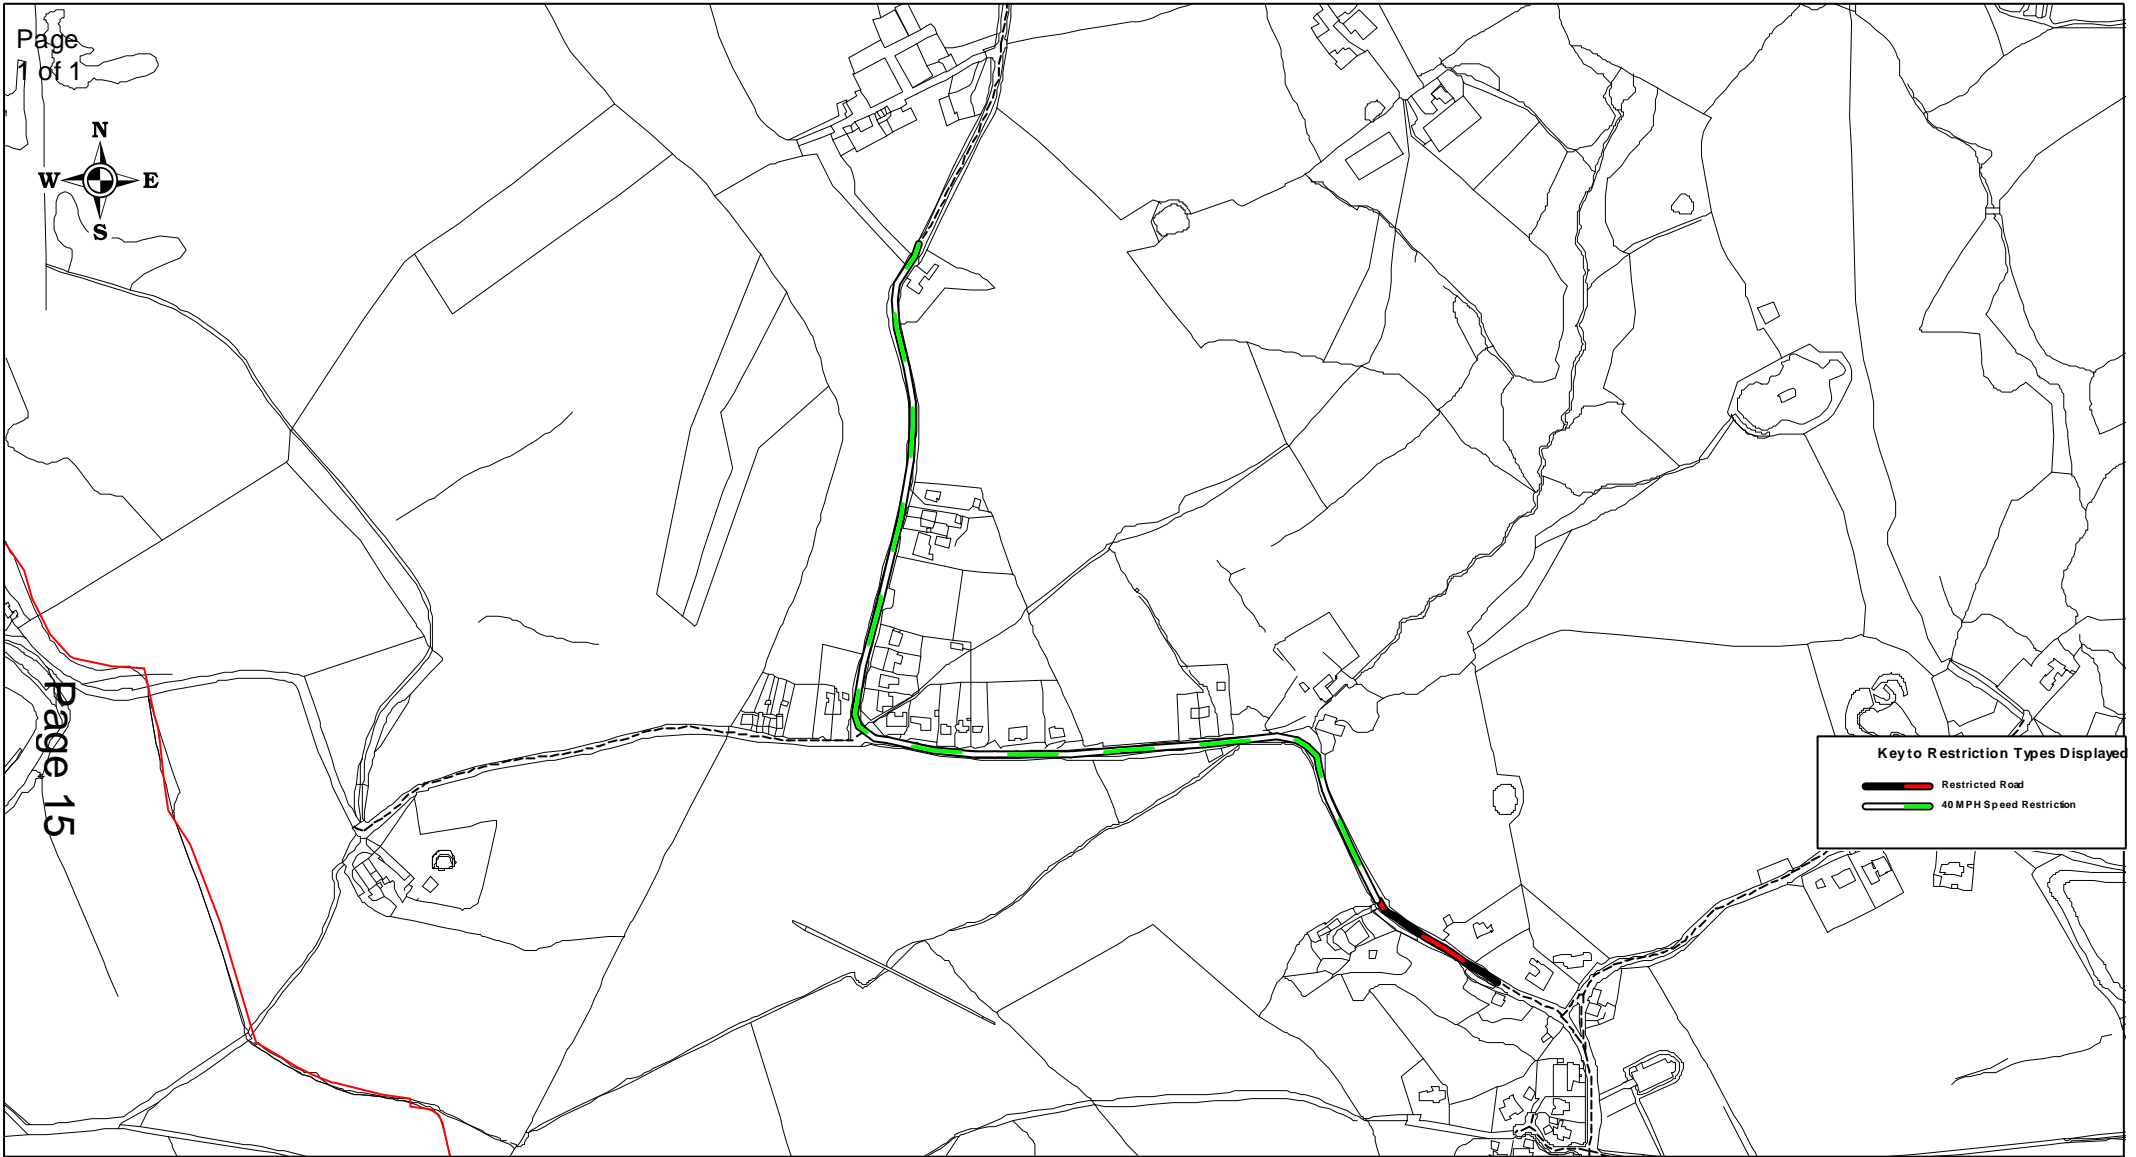 Page
1 of 1
N
W E
S
Page 15
Key to Restriction Types Displayed
Restricted Road
40 MPH Speed Restriction